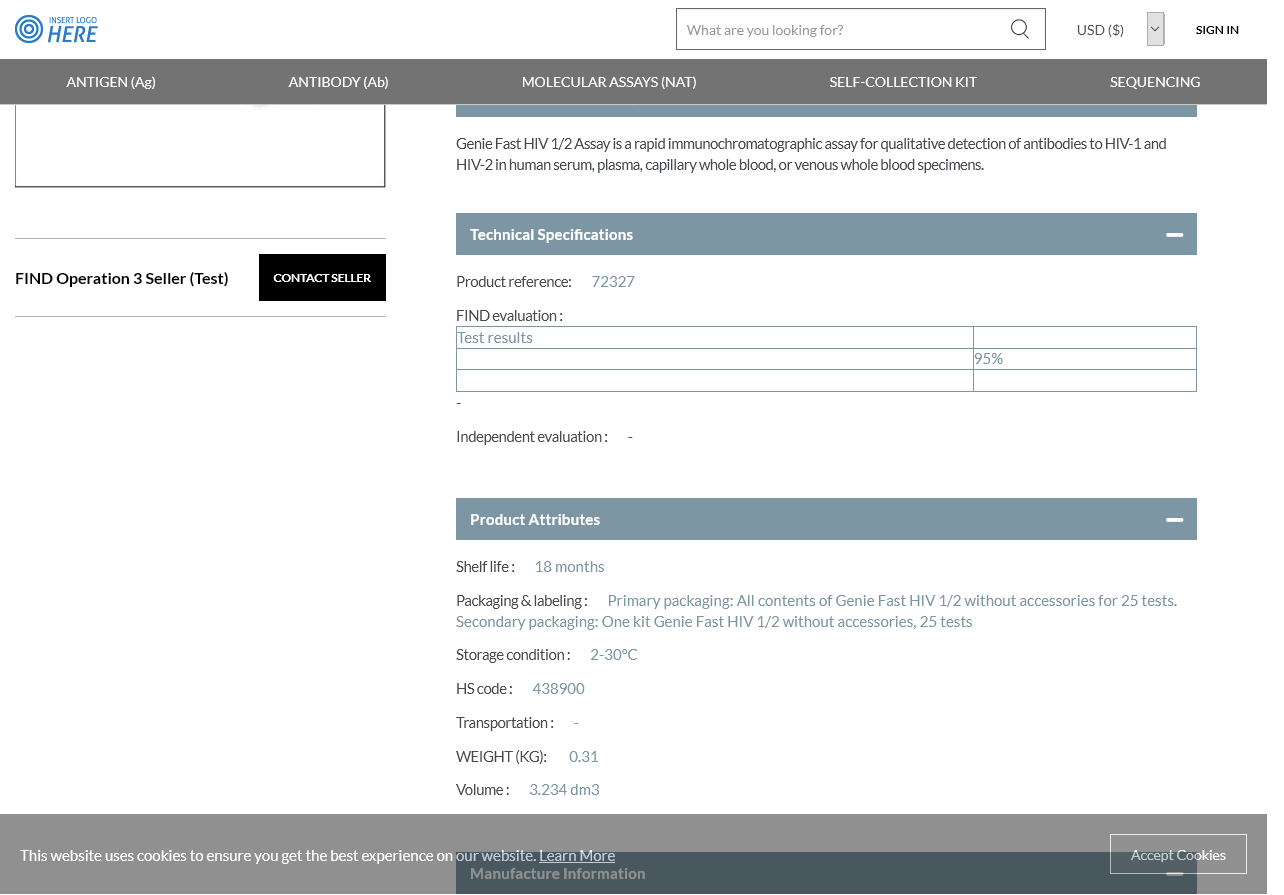 INSERT LOGO
HERE
What are you looking for?
USD ($)
SIGN IN
ANTIGEN (Ag)
ANTIBODY (Ab)
MOLECULAR ASSAYS (NAT)
SELF-COLLECTION KIT
SEQUENCING
Genie Fast HIV 1/2 Assay is a rapid immunochromatographic assay for qualitative detection of antibodies to HIV-1 and
HIV-2 in human serum, plasma, capillary whole blood, or venous whole blood specimens.
FIND Operation 3 Seller (Test)
CONTACT SELLER
Technical Specifications
Product reference: 72327
FIND evaluation :
Test results
95%
-
Independent evaluation : -
Product Attributes
Shelf life : 18 months
Packaging & labeling : Primary packaging: All contents of Genie Fast HIV 1/2 without accessories for 25 tests.
Secondary packaging: One kit Genie Fast HIV 1/2 without accessories, 25 tests
Storage condition : 2-30°C
HS code : 438900
Transportation : -
WEIGHT (KG): 0.31
Volume : 3.234 dm3
This website uses cookies to ensure you get the best experience on our website. Learn More
Accept Cookies
Manufacture Information